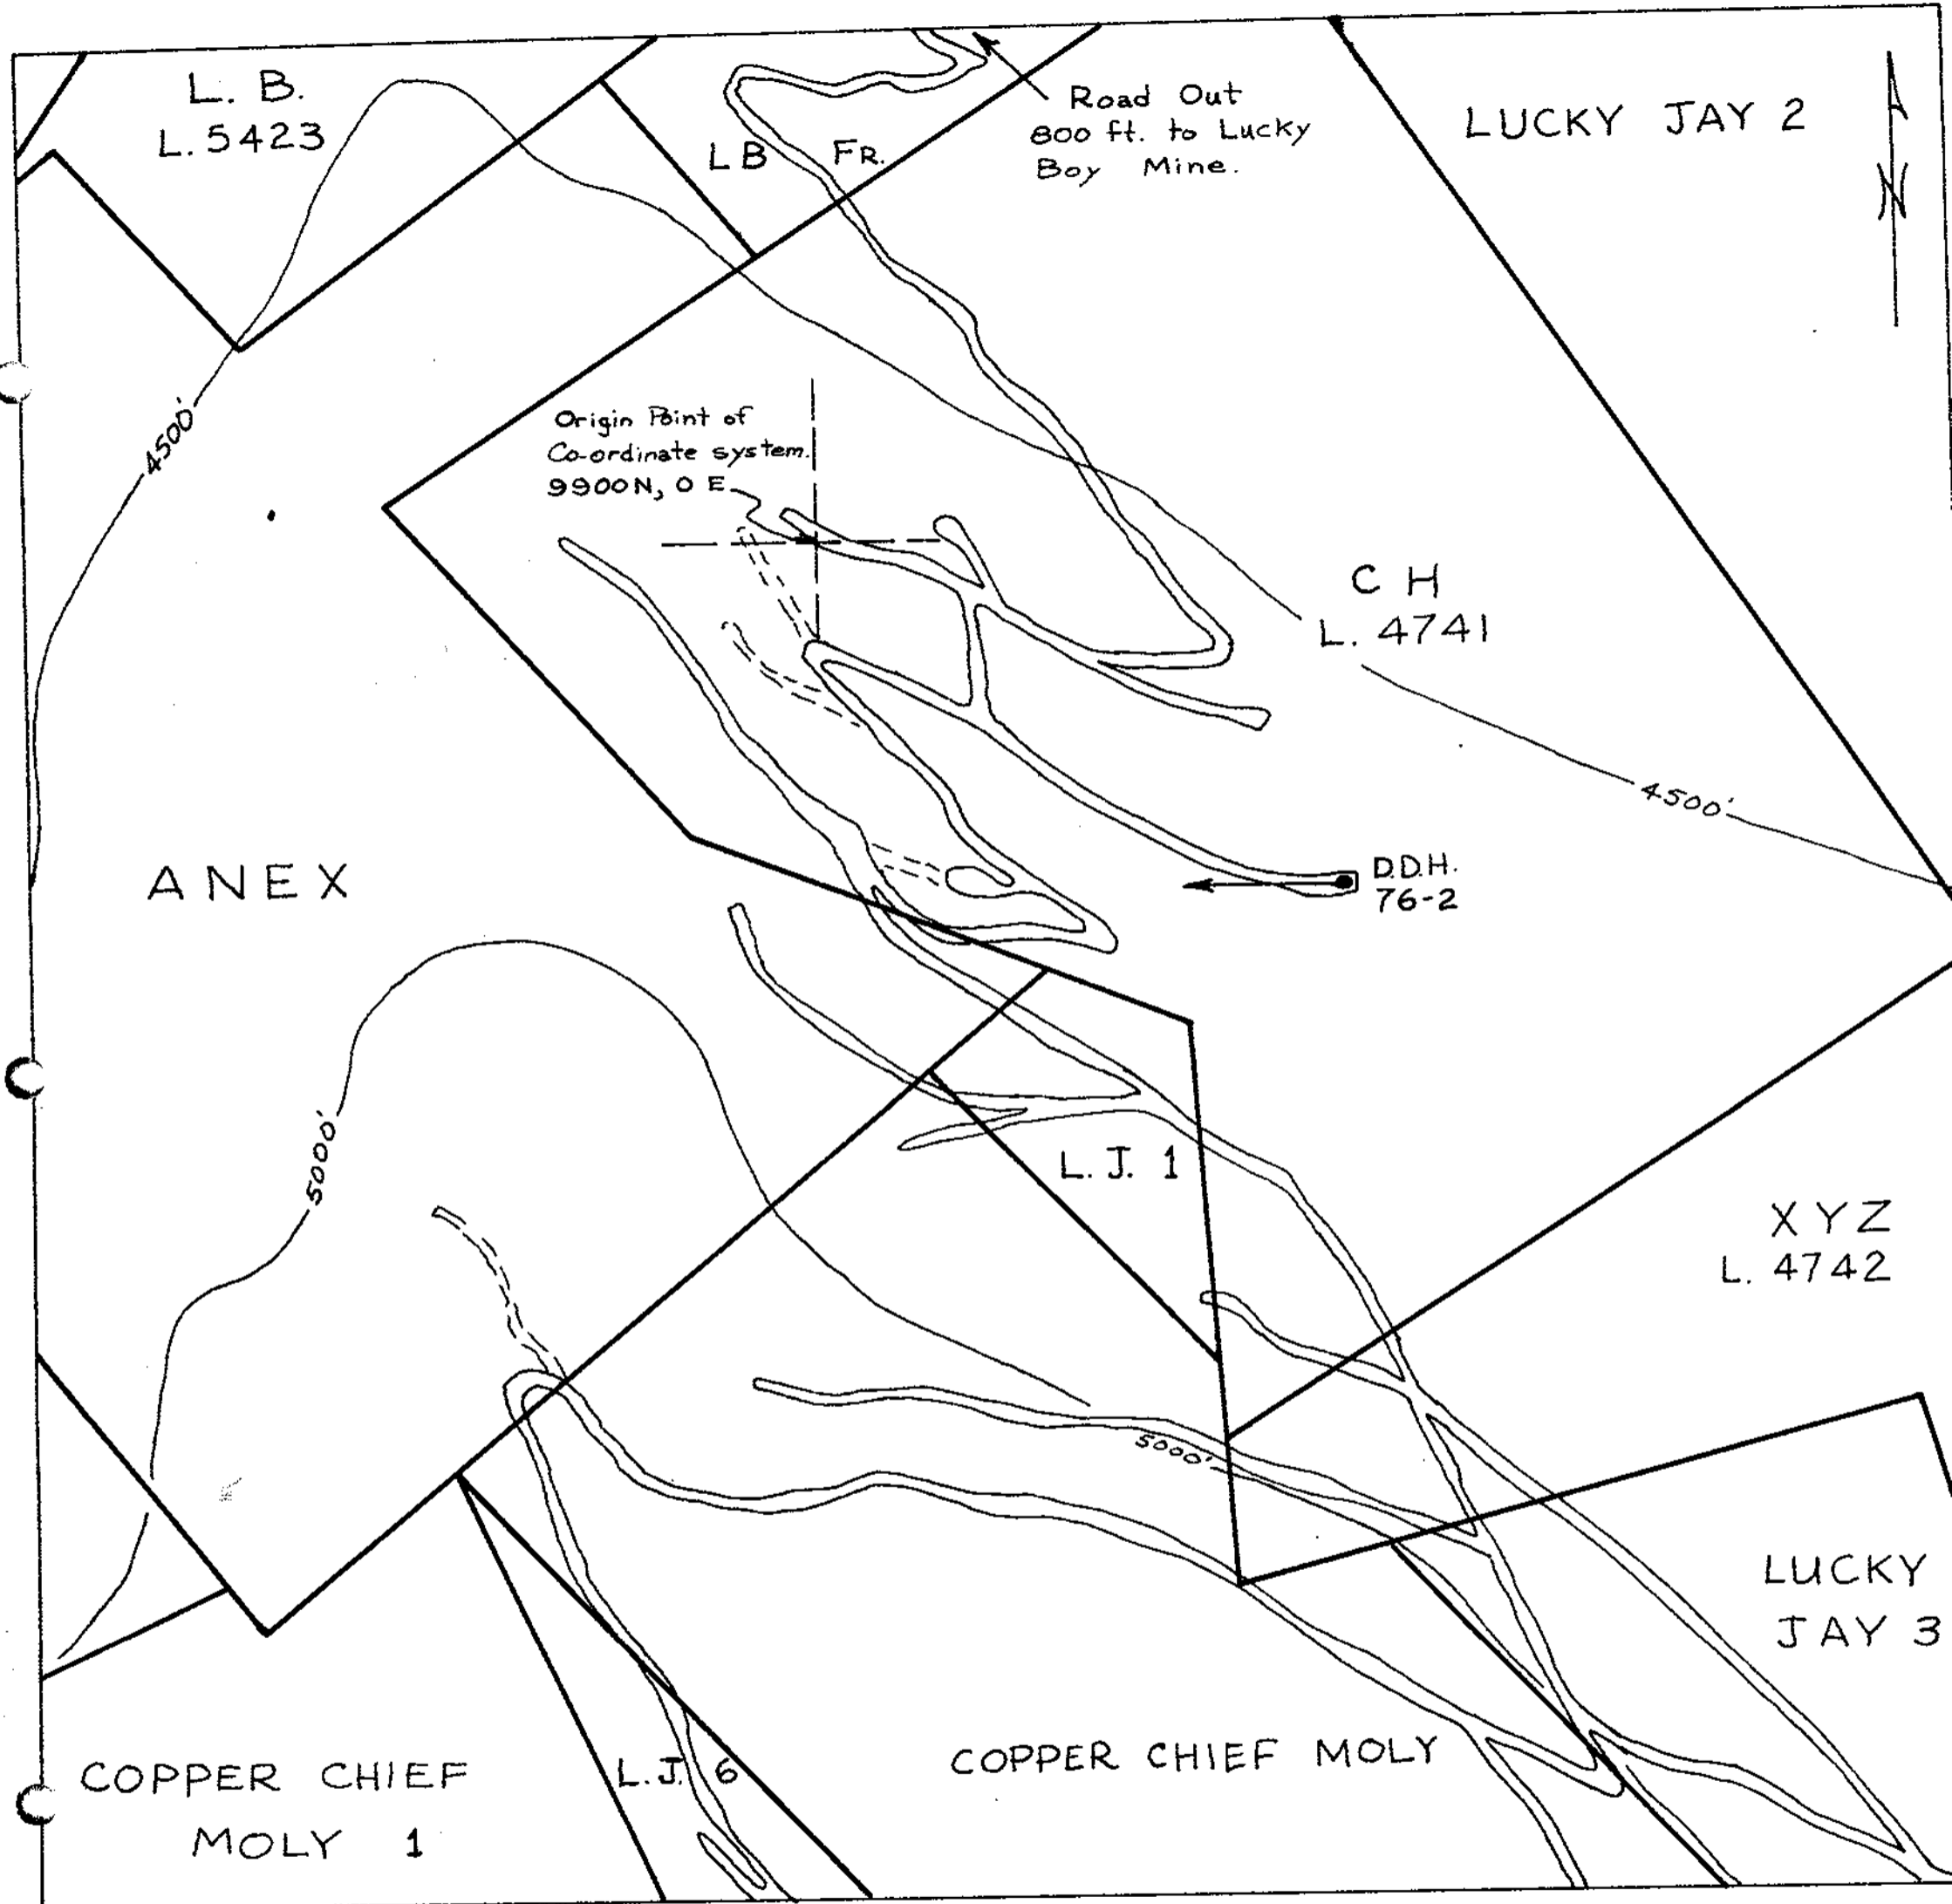 L. B.
L. 5423
LB FR.
Road Out
800 ft. to Lucky
Boy Mine.
LUCKY JAY 2
N
4500'
Origin Point of
Co-ordinate system.
9900N, 0 E
C H
L. 4741
4500'
ANEX
D.D.H.
76-2
5000'
L. J. 1
X Y Z
L. 4742
5000'
LUCKY
JAY 3
COPPER CHIEF
MOLY 1
L.J. 6
COPPER CHIEF MOLY